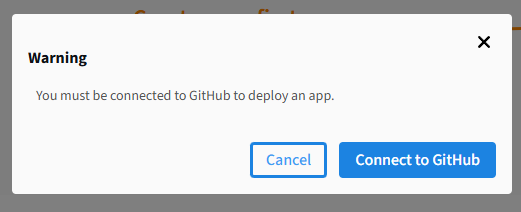 Warning
You must be connected to GitHub to deploy an app.
Cancel
Connect to GitHub